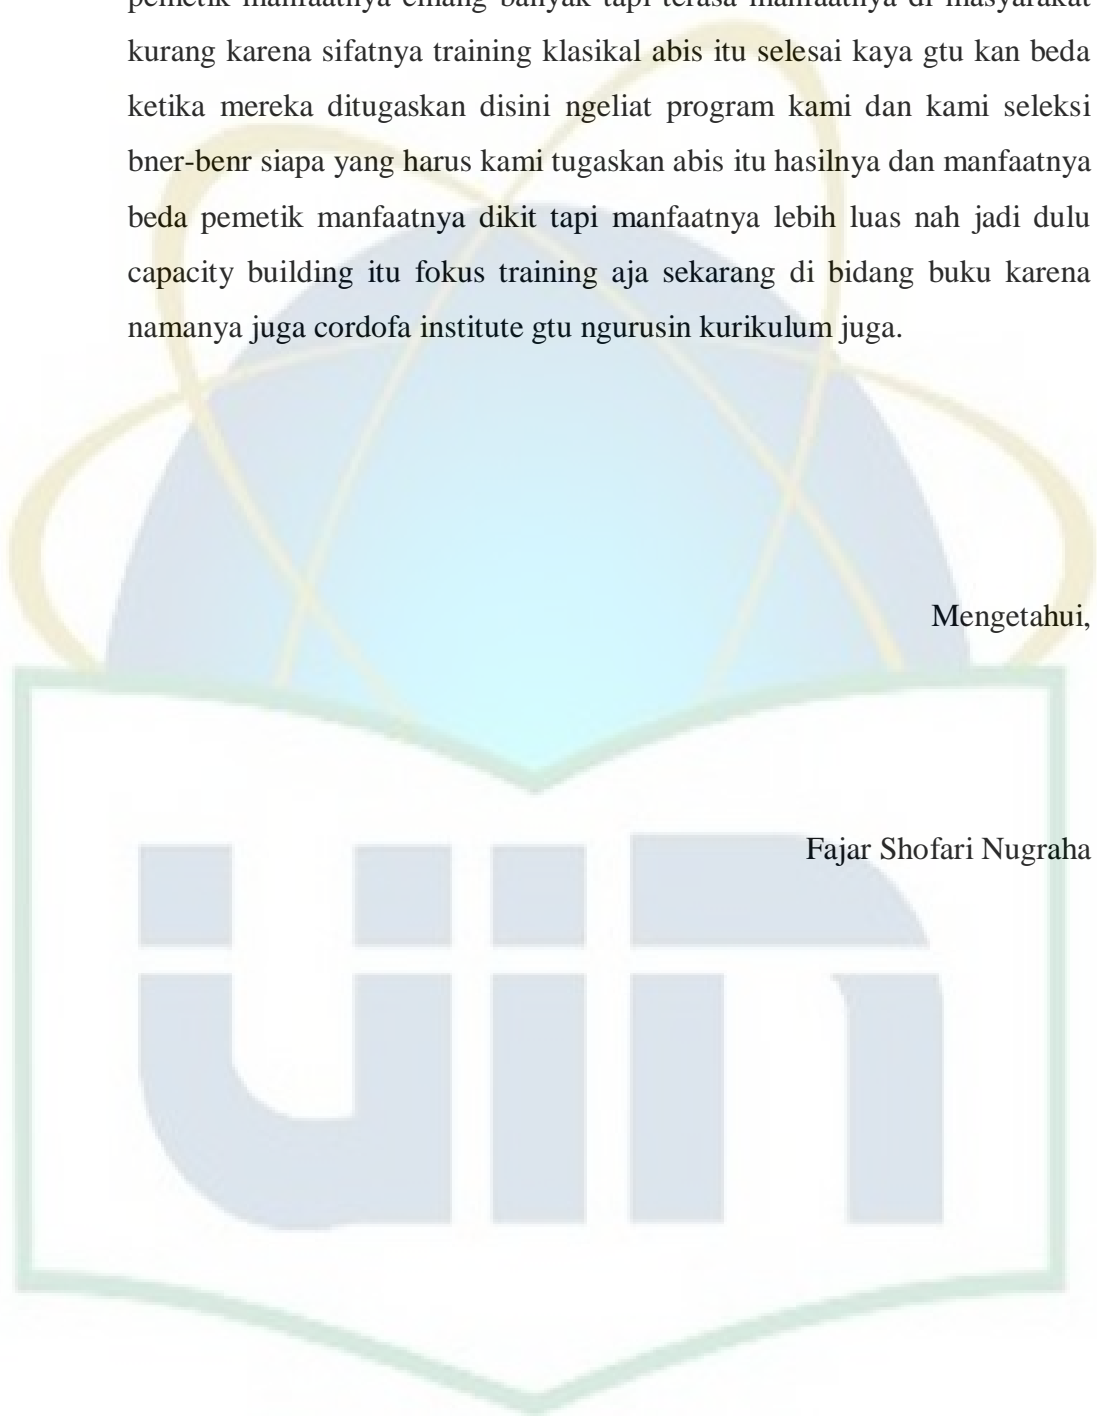 pemetik manfaatnya emang banyak tapi terasa manfaatnya di masyarakat
kurang karena sifatnya training klasikal abis itu selesai kaya gtu kan beda
ketika mereka ditugaskan disini ngeliat program kami dan kami seleksi
bner-benr siapa yang harus kami tugaskan abis itu hasilnya dan manfaatnya
beda pemetik manfaatnya dikit tapi manfaatnya lebih luas nah jadi dulu
capacity building itu fokus training aja sekarang di bidang buku karena
namanya juga cordofa institute gtu ngurusin kurikulum juga.
Mengetahui,
Fajar Shofari Nugraha
uin